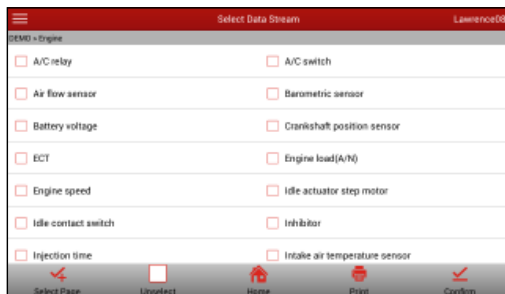 Select Data Stream Lawrence08
DEMO » Engine
A/C relay A/C switch
Air flow sensor Barometric sensor
Battery voltage Crankshaft position sensor
ECT Engine load(A/N)
Engine speed Idle actuator step motor
Idle contact switch Inhibitor
Injection time Intake air temperature sensor
Select Page Unselect Home Print Confirm